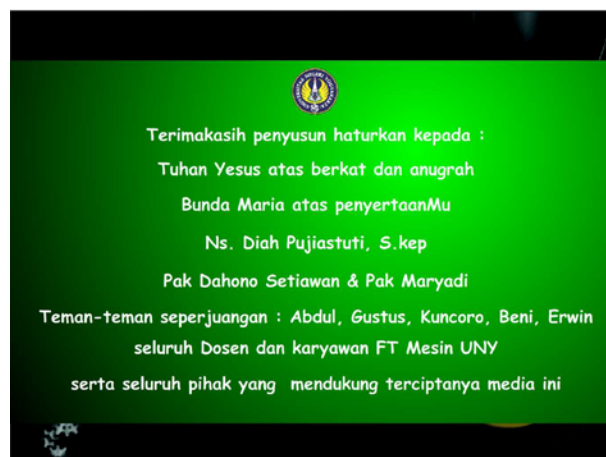 Terimakasih penyusun haturkan kepada :
Tuhan Yesus atas berkat dan anugrah
Bunda Maria atas penyertaanMu
Ns. Diah Pujiastuti, S.kep
Pak Dahono Setiawan & Pak Maryadi
Teman-teman seperjuangan : Abdul, Gustus, Kuncoro, Beni, Erwin
seluruh Dosen dan karyawan FT Mesin UNY
serta seluruh pihak yang mendukung terciptanya media ini